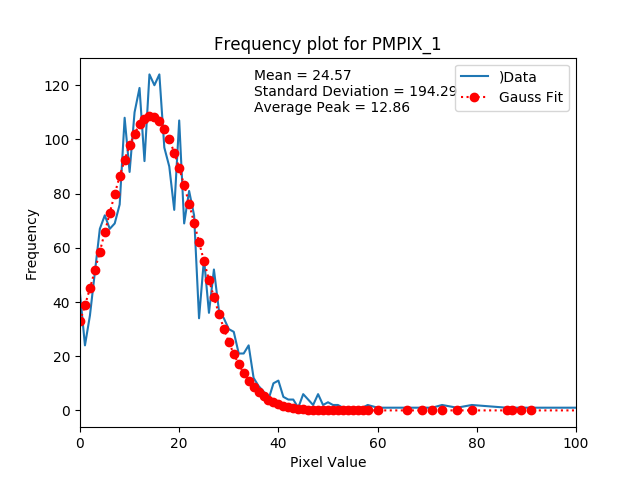 Frequency plot for PMPIX_1
Mean = 24.57
Standard Deviation = 194.29
Average Peak = 12.86
)Data
Gauss Fit
Frequency
120
100
80
60
40
20
0
0 20 40 60 80 100
Pixel Value